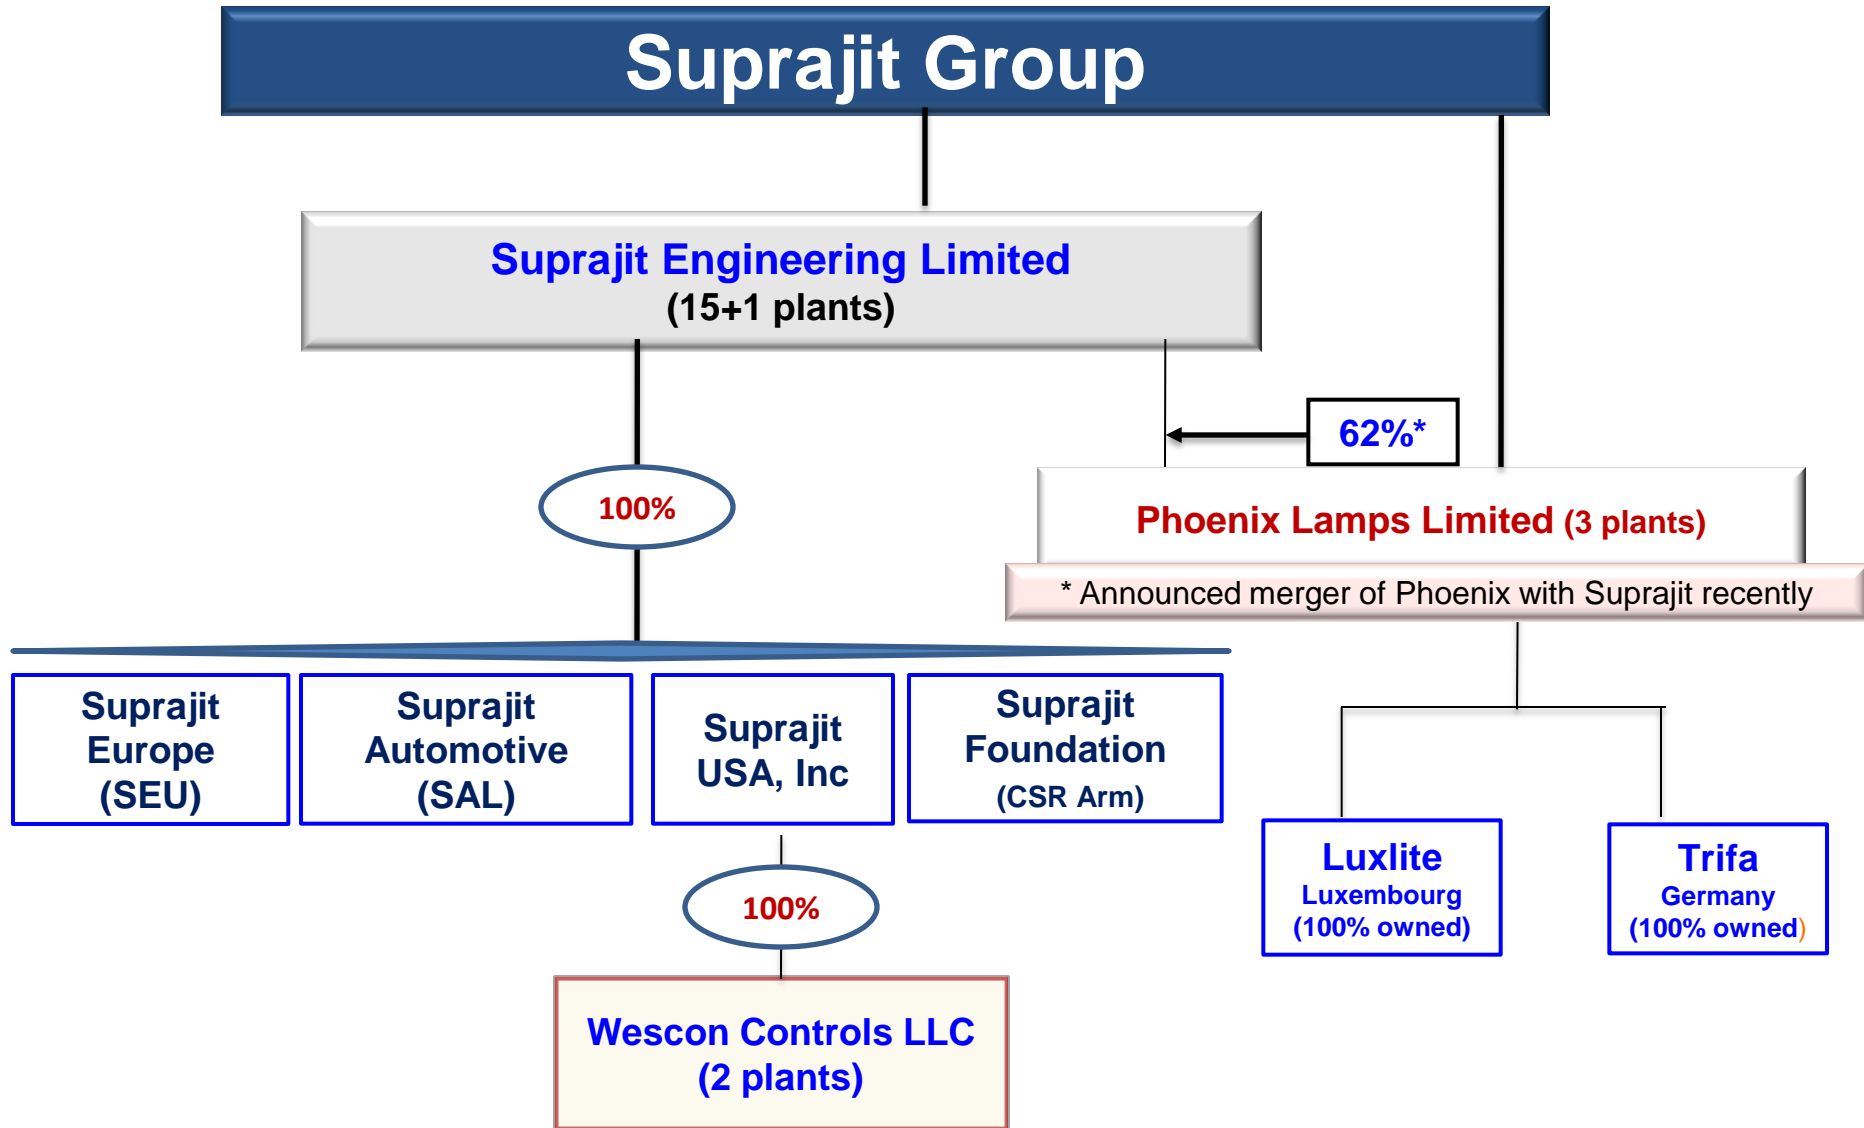 Suprajit Group
Suprajit Engineering Limited
(15+1 plants)
62%*
100%
Phoenix Lamps Limited (3 plants)
* Announced merger of Phoenix with Suprajit recently
Suprajit
Europe
(SEU)
Suprajit
Automotive
(SAL)
Suprajit
USA, Inc
Suprajit
Foundation
(CSR Arm)
Luxlite
Luxembourg
(100% owned)
Trifa
Germany
(100% owned)
100%
Wescon Controls LLC
(2 plants)